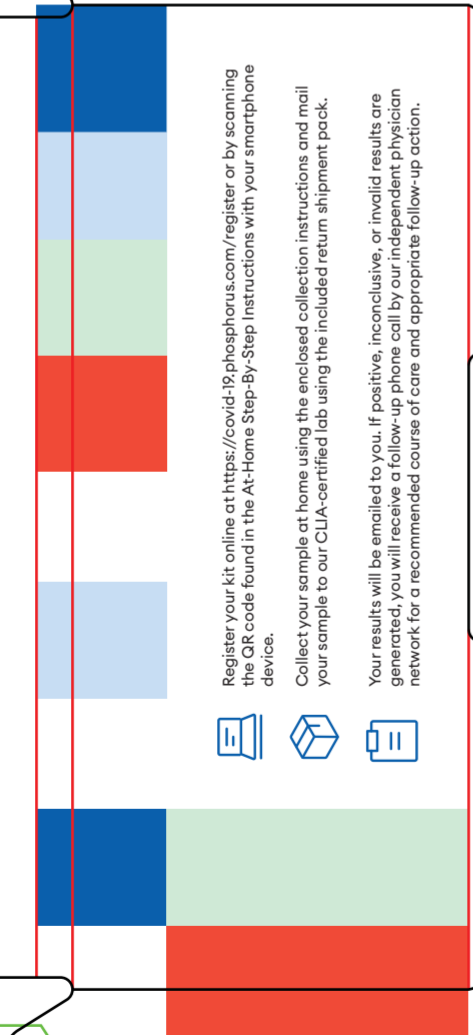 Register your kit online at https://covid-19.phosphorus.com/register or by scanning
the QR code found in the At-Home Step-By-Step Instructions with your smartphone
device.
Collect your sample at home using the enclosed collection instructions and mail
your sample to our CLIA-certified lab using the included return shipment pack.
Your results will be emailed to you. If positive, inconclusive, or invalid results are
generated, you will receive a follow-up phone call by our independent physician
network for a recommended course of care and appropriate follow-up action.